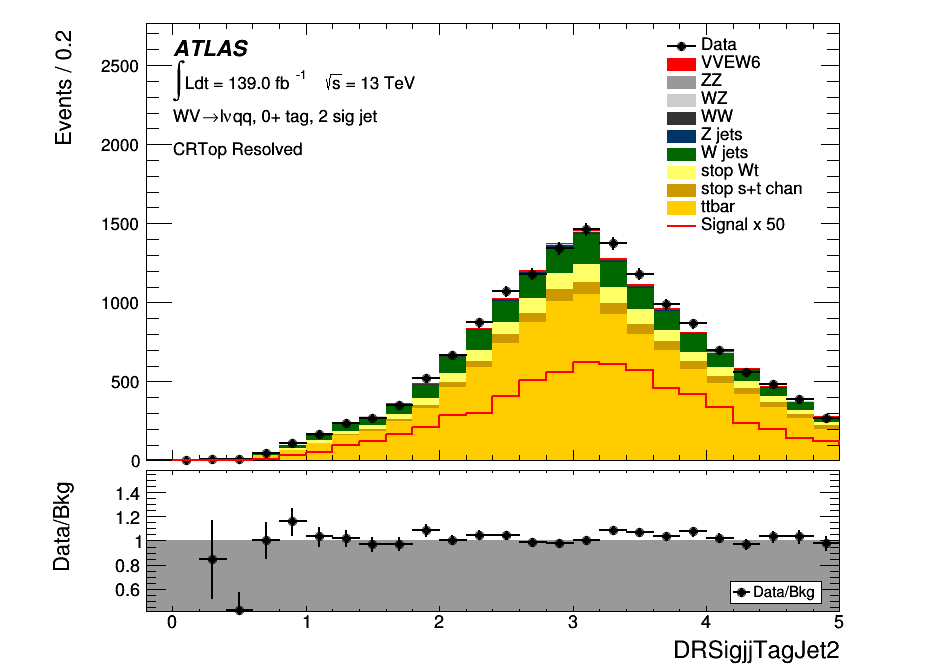 Events / 0.2
2500
2000
1500
1000
500
0
ATLAS
∫Ldt = 139.0 fb -1 √s = 13 TeV
WV→lνqq, 0+ tag, 2 sig jet
CRTop Resolved
Data
VVEW6
ZZ
WZ
WW
Z jets
W jets
stop Wt
stop s+t chan
ttbar
Signal x 50
Data/Bkg
1.4
1.2
1
0.8
0.6
Data/Bkg
0 1 2 3 4 5
DRSigjjTagJet2